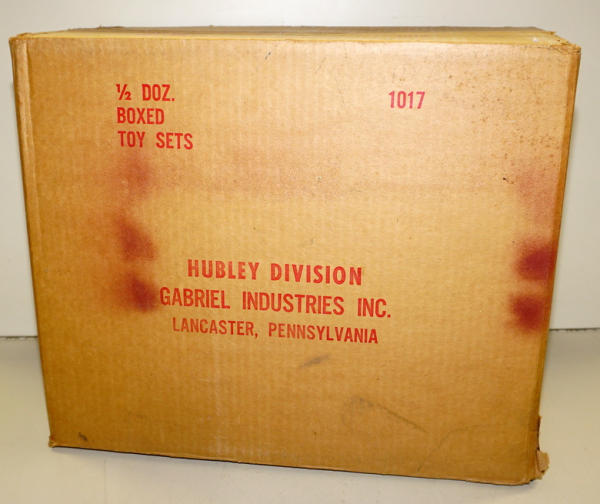 ½ DOZ.
BOXED
TOY SETS
1017
HUBLEY DIVISION
GABRIEL INDUSTRIES INC.
LANCASTER, PENNSYLVANIA